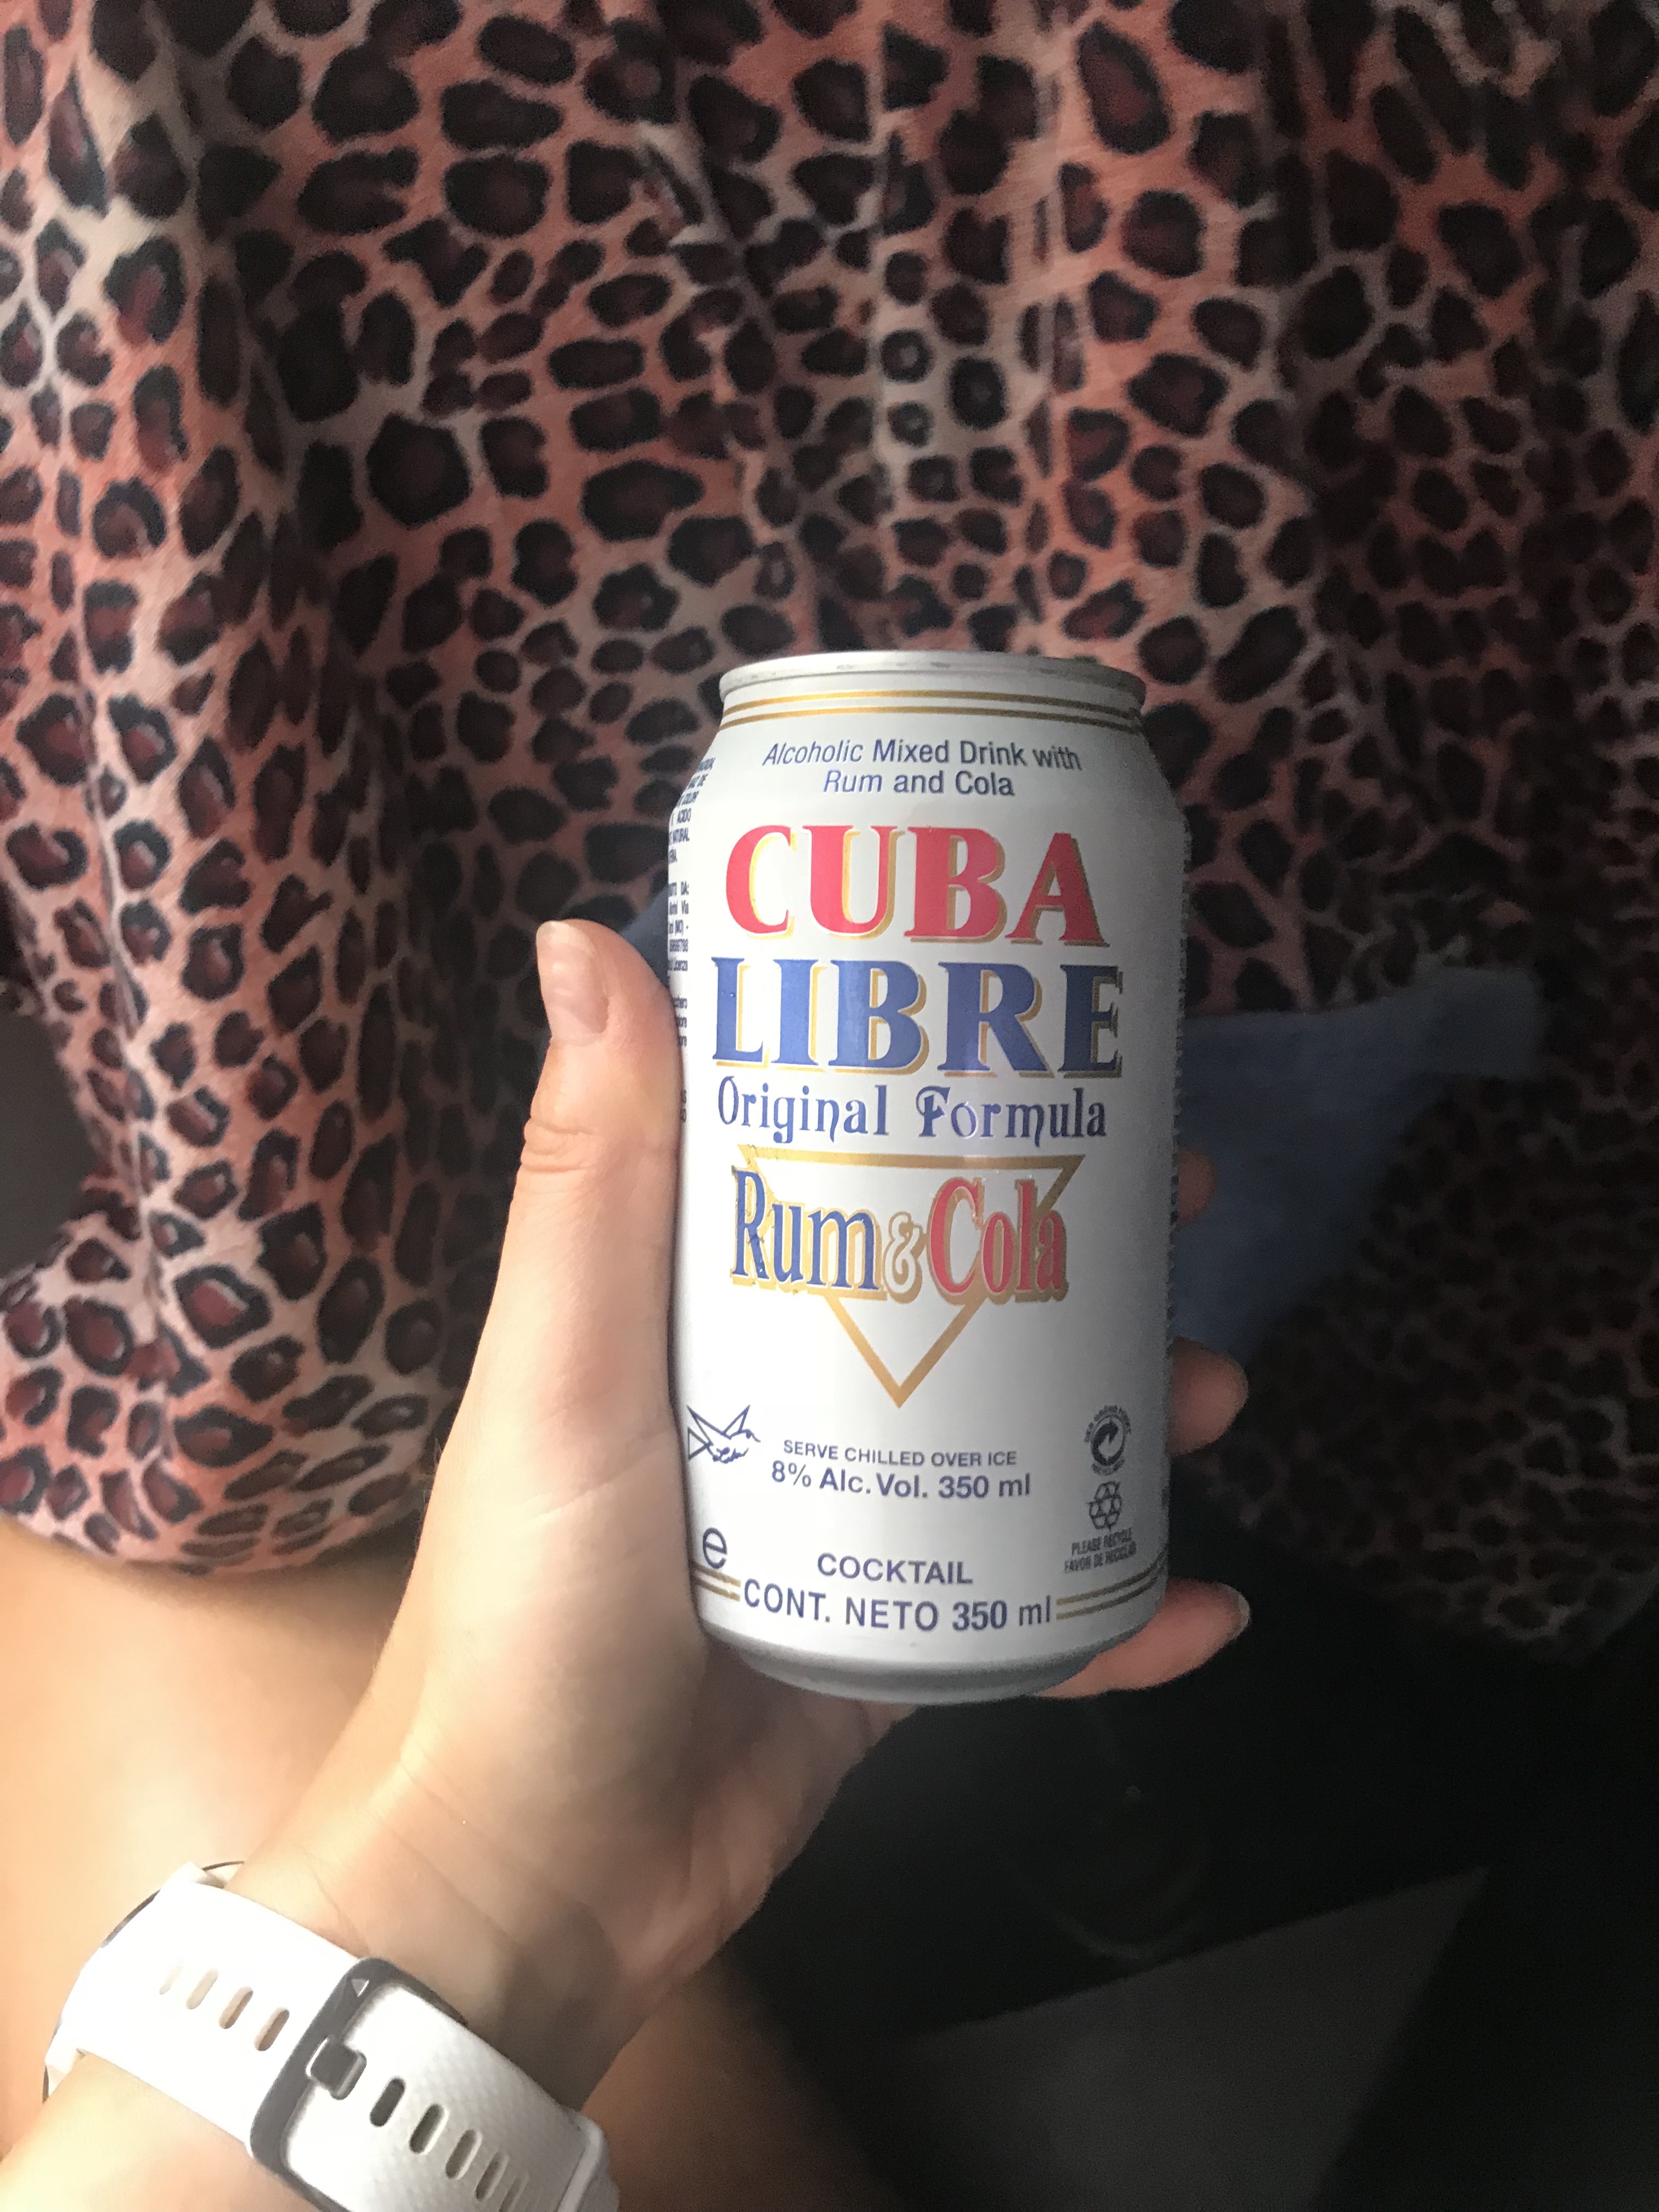 Alcoholic Mixed Drink with
Rum and Cola
CUBA
LIBRE
Original Formula
Rum & Cola
SERVE CHILLED OVER ICE
8% Alc. Vol. 350 ml
PLEASE RECYCLE
FAVOR DE RECICLAR
e
COCKTAIL
CONT. NETO 350 ml